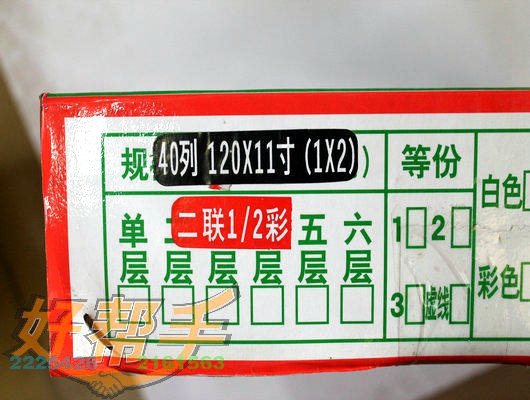 规 40列 120X11寸 (1X2) ) 等份
单 二联1/2彩 五 六
层 层 层 层 层 层
1 2
3 虚线
白色
彩色
好帮手